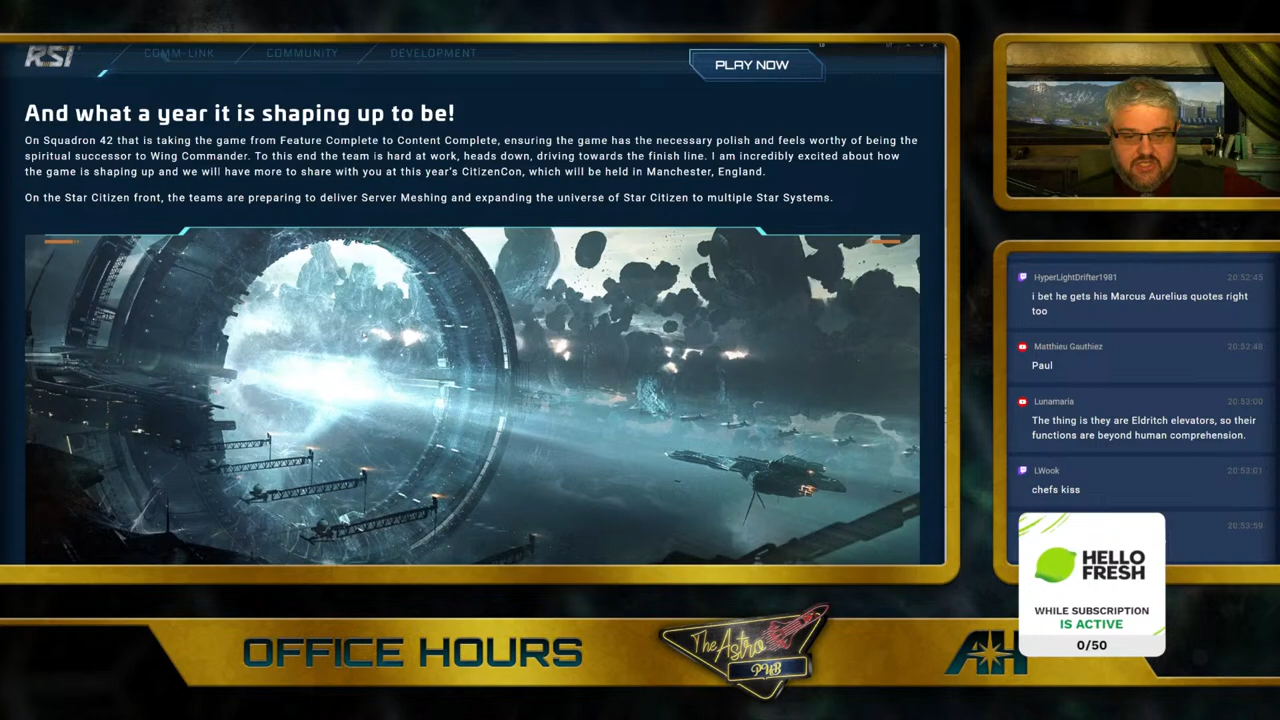 RSI
COMM-LINK
COMMUNITY
DEVELOPMENT
PLAY NOW
And what a year it is shaping up to be!
On Squadron 42 that is taking the game from Feature Complete to Content Complete, ensuring the game has the necessary polish and feels worthy of being the
spiritual successor to Wing Commander. To this end the team is hard at work, heads down, driving towards the finish line. I am incredibly excited about how
the game is shaping up and we will have more to share with you at this year's CitizenCon, which will be held in Manchester, England.
On the Star Citizen front, the teams are preparing to deliver Server Meshing and expanding the universe of Star Citizen to multiple Star Systems.
HyperLightDrifter1981 20:52:45
i bet he gets his Marcus Aurelius quotes right
too
Matthieu Gauthiez 20:52:48
Paul
Lunamaria 20:53:00
The thing is they are Eldritch elevators, so their
functions are beyond human comprehension.
LWook 20:53:01
chefs kiss
20:53:59
HELLO
FRESH
WHILE SUBSCRIPTION
IS ACTIVE
0/50
OFFICE HOURS
The Astro
PUB
AH